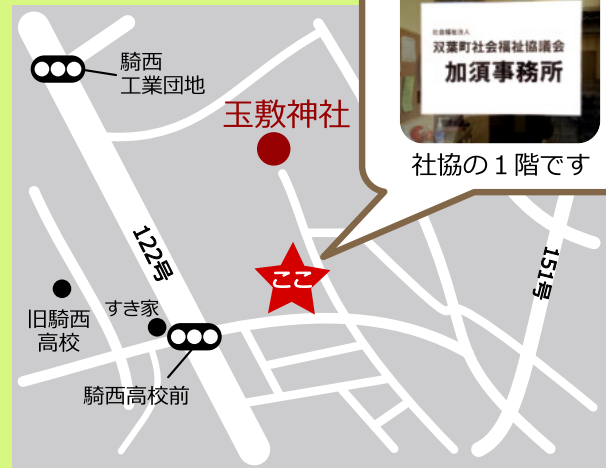 社会福祉法人
双葉町社会福祉協議会
加須事務所
社協の１階です
騎西
工業団地
玉敷神社
122号
151号
ここ
旧騎西
高校
すき家
騎西高校前